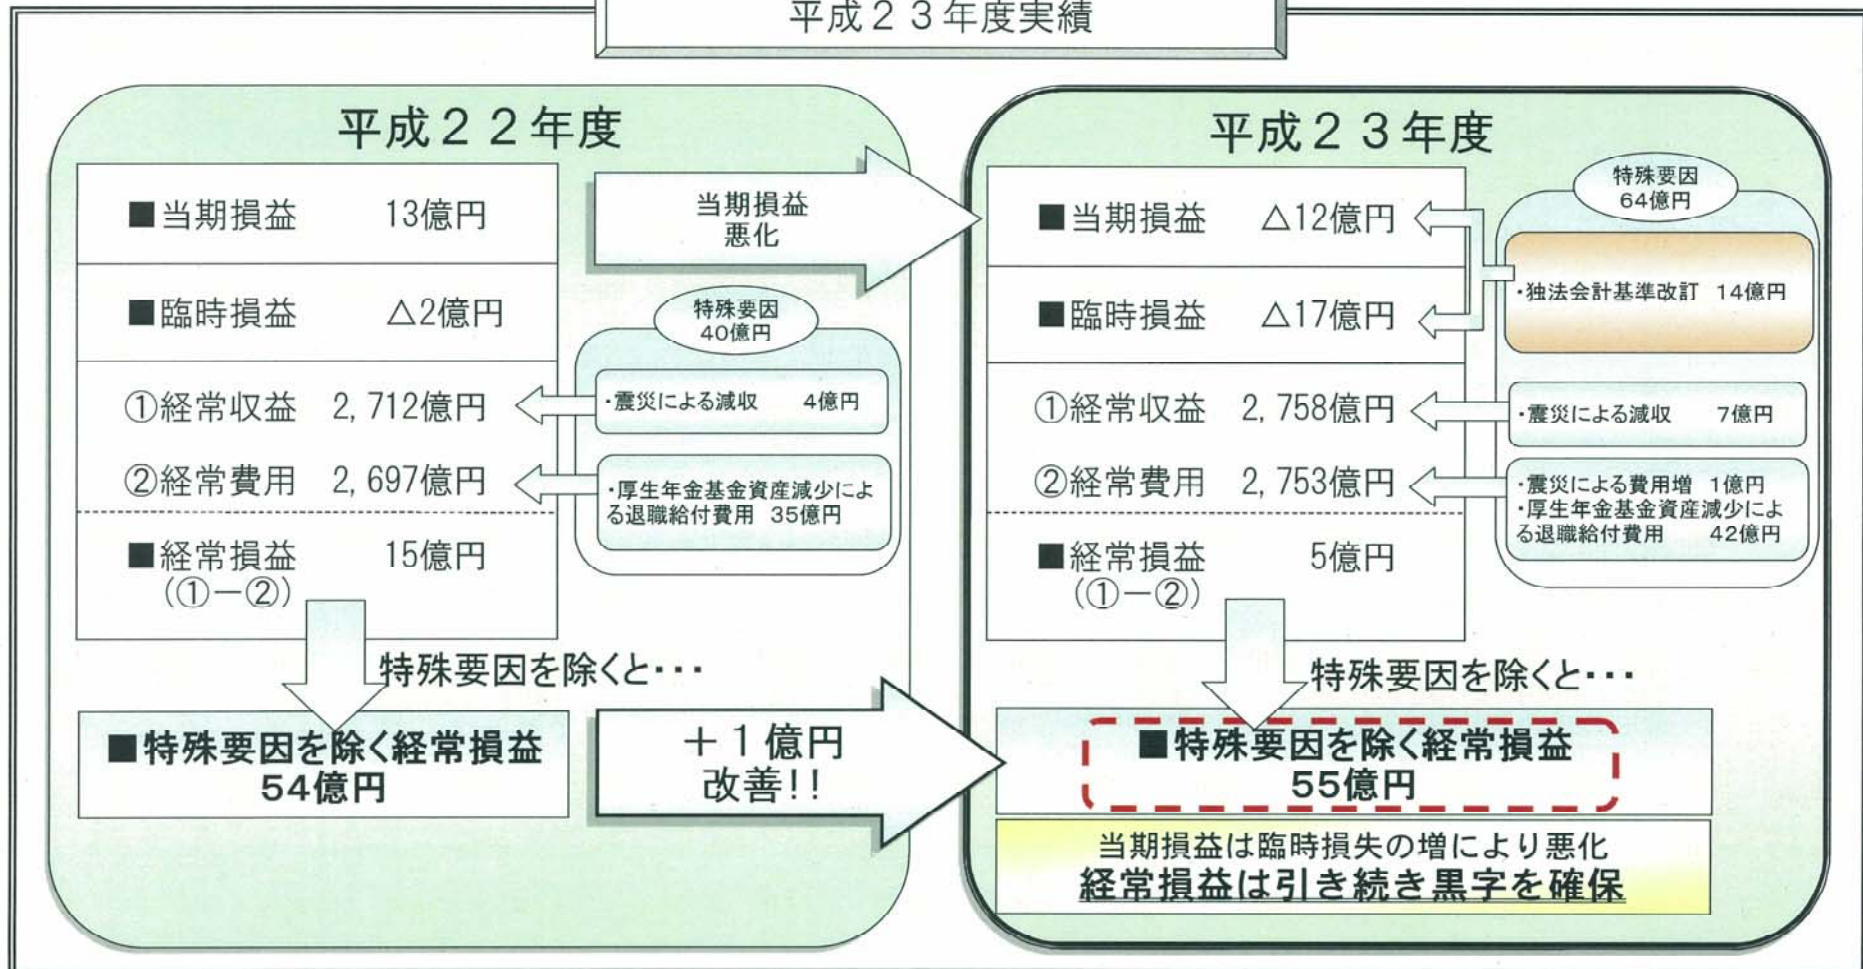 平成２３年度実績
平成２２年度
■当期損益 13億円
■臨時損益 △2億円
①経常収益 2,712億円
②経常費用 2,697億円
■経常損益 15億円
(①－②)
特殊要因
40億円
・震災による減収 4億円
・厚生年金基金資産減少によ
る退職給付費用 35億円
特殊要因を除くと・・・
■特殊要因を除く経常損益
54億円
当期損益
悪化
＋１億円
改善!!
平成２３年度
■当期損益 △12億円
■臨時損益 △17億円
①経常収益 2,758億円
②経常費用 2,753億円
■経常損益 5億円
(①－②)
特殊要因
64億円
・独法会計基準改訂 14億円
・震災による減収 7億円
・震災による費用増 1億円
・厚生年金基金資産減少によ
る退職給付費用 42億円
特殊要因を除くと・・・
■特殊要因を除く経常損益
55億円
当期損益は臨時損失の増により悪化
経常損益は引き続き黒字を確保